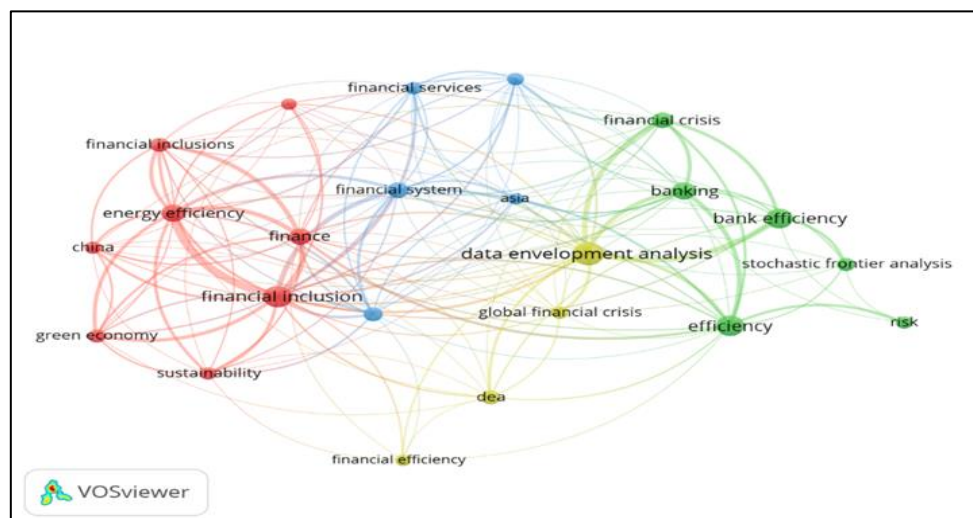 financial services
financial crisis
financial inclusions
financial system
banking
asia
energy efficiency
bank efficiency
finance
china
data envelopment analysis
stochastic frontier analysis
financial inclusion
global financial crisis
efficiency
risk
green economy
sustainability
dea
financial efficiency
VOSviewer